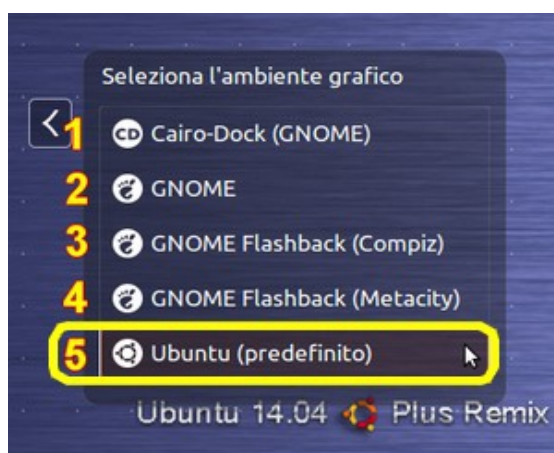 Seleziona l'ambiente grafico
1 CD Cairo-Dock (GNOME)
2 GNOME
3 GNOME Flashback (Compiz)
4 GNOME Flashback (Metacity)
5 Ubuntu (predefinito)
Ubuntu 14.04 Plus Remix